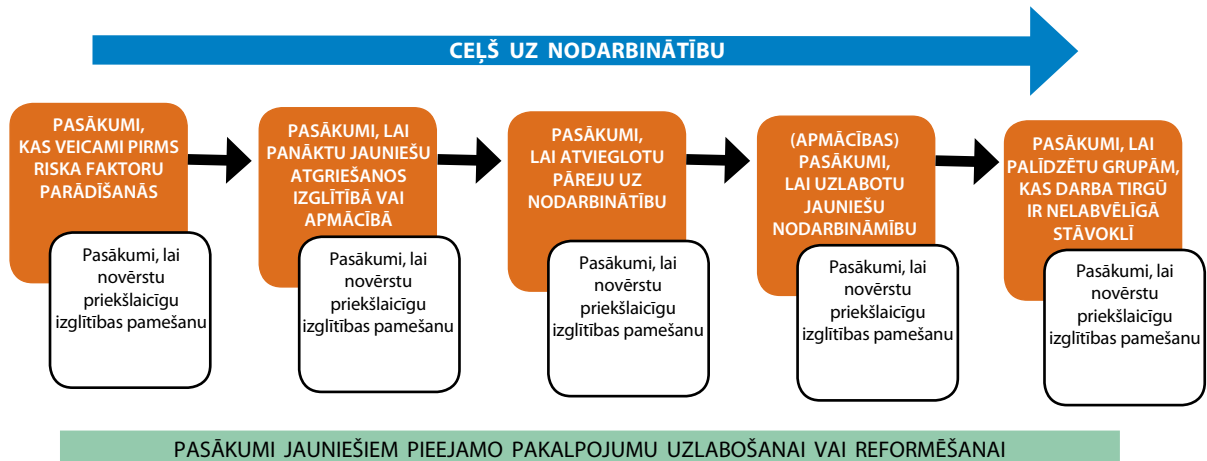 CEĻŠ UZ NODARBINĀTĪBU
PASĀKUMI,
KAS VEICAMI PIRMS
RISKA FAKTORU
PARĀDĪŠANĀS
Pasākumi, lai
novērstu
priekšlaicīgu
izglītības pamešanu
PASĀKUMI, LAI
PANĀKTU JAUNIEŠU
ATGRIEŠANOS
IZGLĪTĪBĀ VAI
APMĀCĪBĀ
Pasākumi, lai
novērstu
priekšlaicīgu
izglītības pamešanu
PASĀKUMI,
LAI ATVIEGLOTU
PĀREJU UZ
NODARBINĀTĪBU
Pasākumi, lai
novērstu
priekšlaicīgu
izglītības pamešanu
(APMĀCĪBAS)
PASĀKUMI,
LAI UZLABOTU
JAUNIEŠU
NODARBINĀMĪBU
Pasākumi, lai
novērstu
priekšlaicīgu
izglītības pamešanu
PASĀKUMI, LAI
PALĪDZĒTU GRUPĀM,
KAS DARBA TIRGŪ
IR NELABVĒLĪGĀ
STĀVOKLĪ
Pasākumi, lai
novērstu
priekšlaicīgu
izglītības pamešanu
PASĀKUMI JAUNIEŠIEM PIEEJAMO PAKALPOJUMU UZLABOŠANAI VAI REFORMĒŠANAI